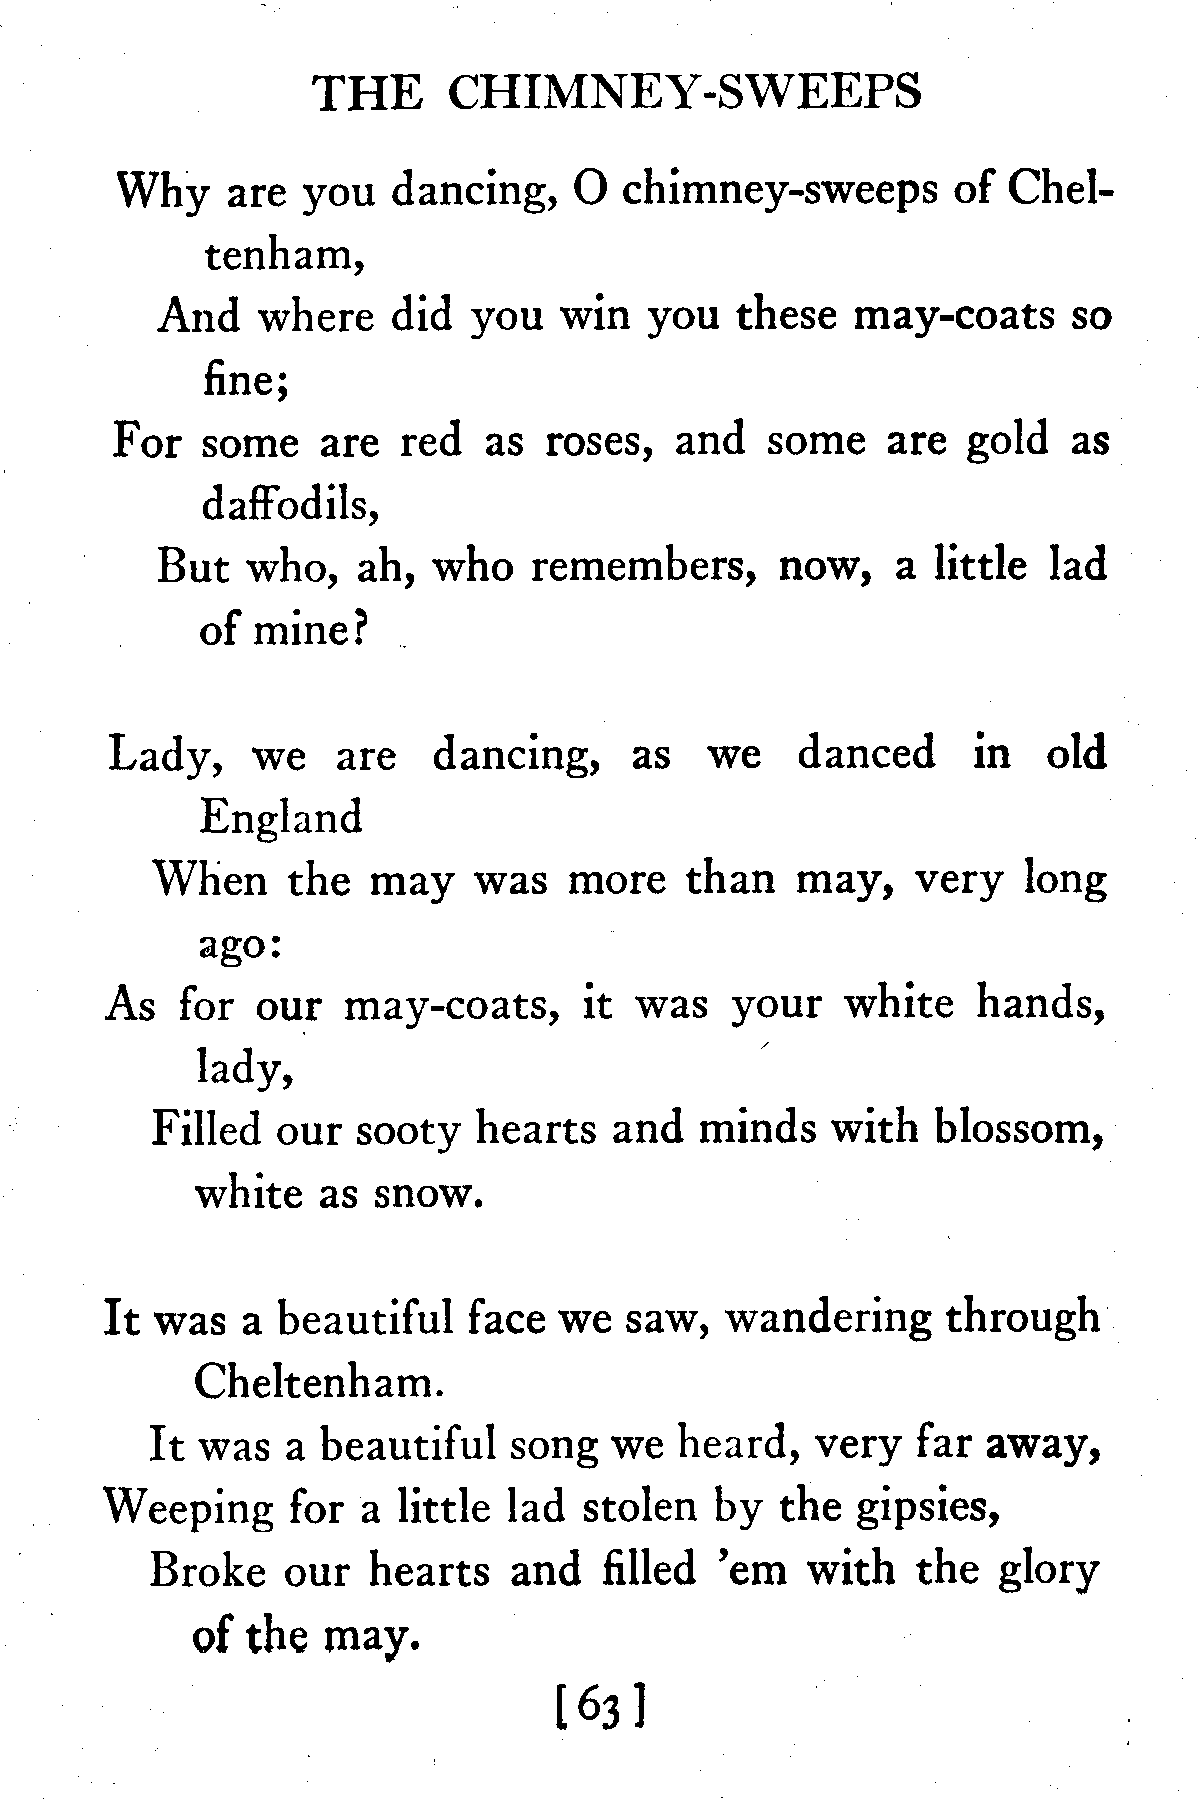 THE CHIMNEY-SWEEPS
Why are you dancing, O chimney-sweeps of Chel-
tenham,
And where did you win you these may-coats so
fine;
For some are red as roses, and some are gold as
daffodils,
But who, ah, who remembers, now, a little lad
of mine?
Lady, we are dancing, as we danced in old
England
When the may was more than may, very long
ago:
As for our may-coats, it was your white hands,
lady,
Filled our sooty hearts and minds with blossom,
white as snow.
It was a beautiful face we saw, wandering through
Cheltenham.
It was a beautiful song we heard, very far away,
Weeping for a little lad stolen by the gipsies,
Broke our hearts and filled 'em with the glory
of the may.
[63]